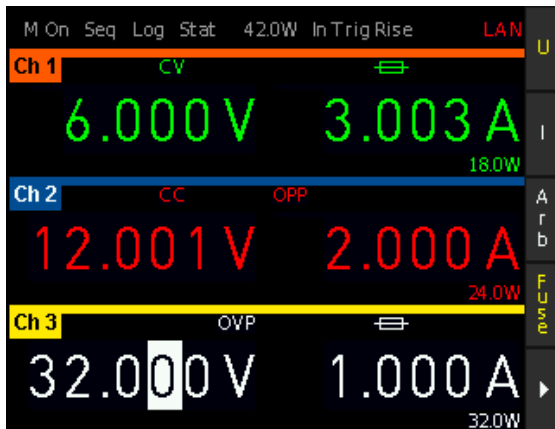 M On Seq Log Stat 42.0W In Trig Rise LAN
U
Ch 1 CV
6.000 V 3.003 A
I
18.0W
Ch 2 CC OPP
Arb
12.001 V 2.000 A
24.0W
Fuse
Ch 3 OVP
32.000 V 1.000 A
32.0W